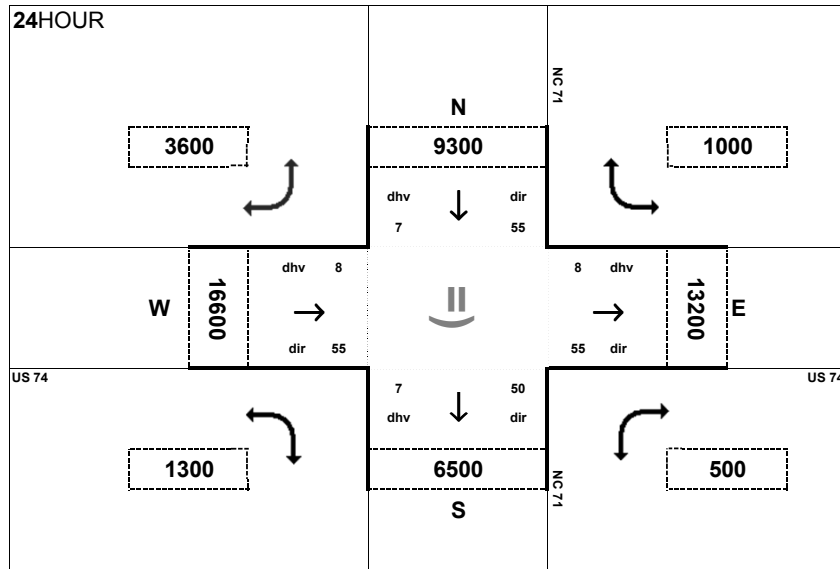 24HOUR
NC 71
N
3600
9300
1000
dhv
dir
7
55
dhv 8
8 dhv
W
16600
13200
E
dir 55
55 dir
US 74
US 74
7
50
dhv
dir
1300
6500
500
NC 71
S